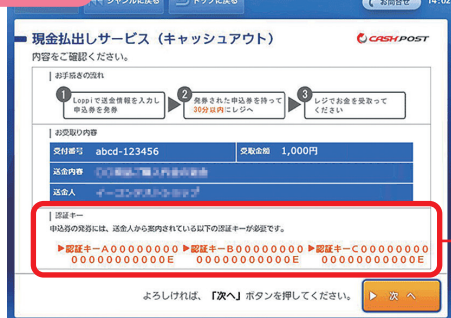 ジャンルに戻る
トップに戻る
お問合せ
14:02
現金払出しサービス（キャッシュアウト）
CASHPOST
内容をご確認ください。
お手続きの流れ
1
Loppiで送金情報を入力し
申込券を発券
2
発券された申込券を持って
30分以内にレジへ
3
レジでお金を受取って
ください
お受取り内容
受付番号 abcd-123456 受取金額 1,000円
送金内容
送金人
認証キー
申込券の発券には、送金人から案内されている以下の認証キーが必要です。
▶認証キーA00000000 ▶認証キーB00000000 ▶認証キーC00000000
00000000000E 00000000000E 00000000000E
よろしければ、「次へ」ボタンを押してください。
次 へ